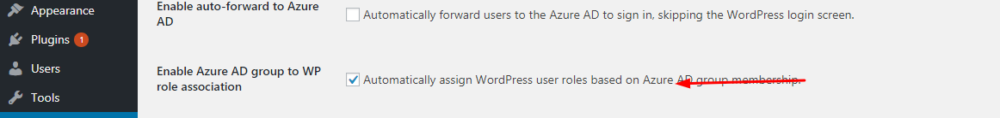 Appearance
Plugins 1
Users
Tools
Enable auto-forward to Azure
AD
Automatically forward users to the Azure AD to sign in, skipping the WordPress login screen.
Enable Azure AD group to WP
role association
Automatically assign WordPress user roles based on Azure AD group membership.